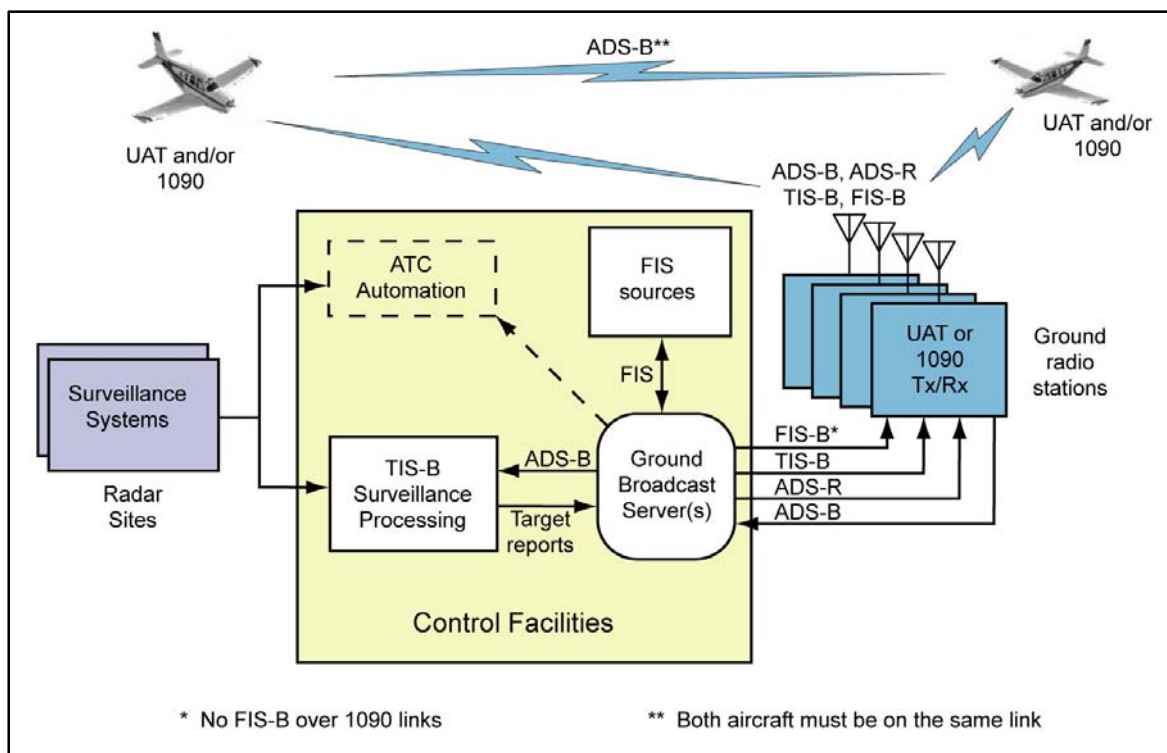 ADS-B**
UAT and/or
1090
UAT and/or
1090
ADS-B, ADS-R
TIS-B, FIS-B
ATC
Automation
FIS
sources
UAT or
1090
Tx/Rx
Ground
radio
stations
Surveillance
Systems
Radar
Sites
FIS
TIS-B
Surveillance
Processing
ADS-B
Target
reports
Ground
Broadcast
Server(s)
FIS-B*
TIS-B
ADS-R
ADS-B
Control Facilities
* No FIS-B over 1090 links
** Both aircraft must be on the same link